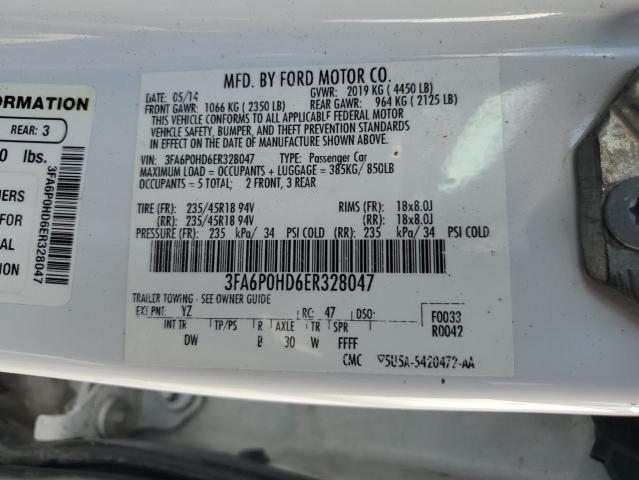 ORMATION
REAR: 3
0 lbs.
NERS
FOR
AL
3FA6P0HD6ER328047
MFD. BY FORD MOTOR CO.
DATE: 05/14 GVWR: 2019 KG ( 4450 LB)
FRONT GAWR: 1066 KG ( 2350 LB) REAR GAWR: 964 KG ( 2125 LB)
THIS VEHICLE CONFORMS TO ALL APPLICABLE FEDERAL MOTOR
VEHICLE SAFETY, BUMPER, AND THEFT PREVENTION STANDARDS
IN EFFECT ON THE DATE OF MANUFACTURE SHOWN ABOVE.
VIN: 3FA6P0HD6ER328047 TYPE: Passenger Car
MAXIMUM LOAD = OCCUPANTS + LUGGAGE = 385KG/ 850LB
OCCUPANTS = 5 TOTAL; 2 FRONT, 3 REAR
TIRE (FR): 235/45R18 94V RIMS (FR): 18x8.0J
(RR): 235/45R18 94V (RR): 18x8.0J
PRESSURE (FR): 235 kPa/ 34 PSI COLD (RR): 235 kPa/ 34 PSI COLD
3FA6P0HD6ER328047
TRAILER TOWING - SEE OWNER GUIDE
EXT PNT: YZ RC: 47 DSO: F0033
INT TR TP/PS R AXLE TR SPR R0042
DW B 30 W FFFF
CMC 5U5A-5420472-AA